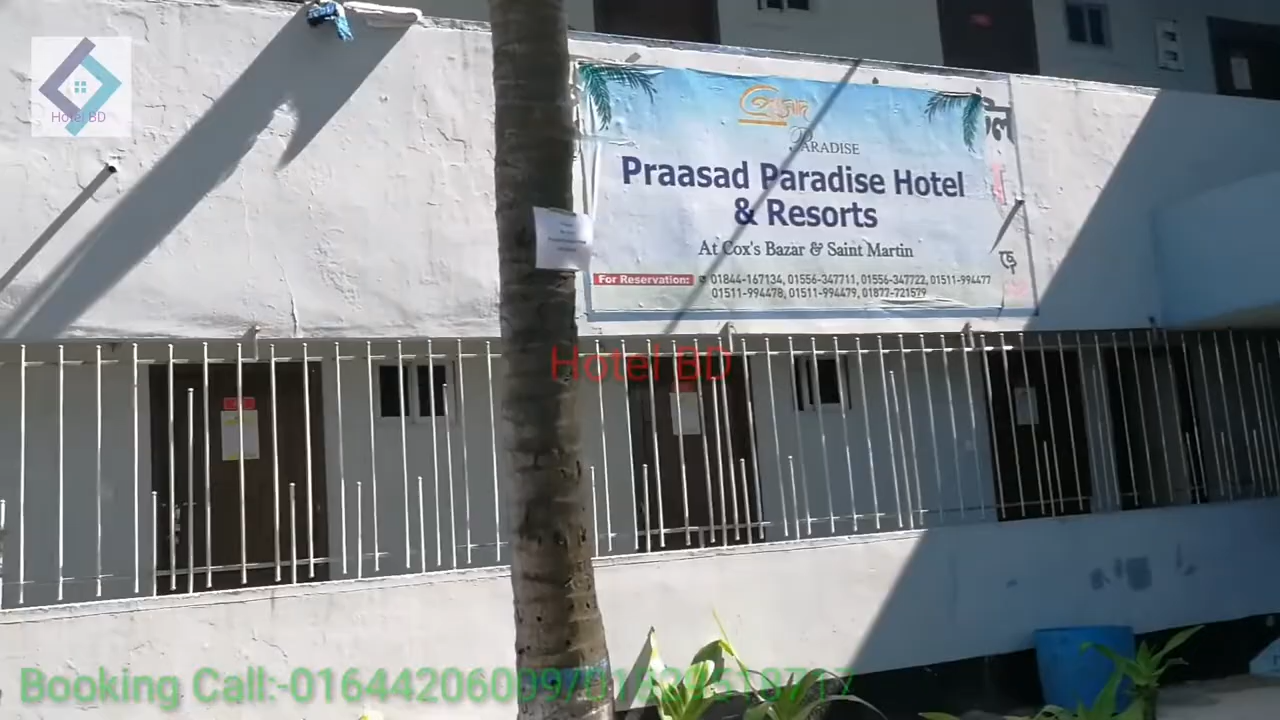 Hotel BD
প্রাসাদ
PARADISE
Praasad Paradise Hotel
& Resorts
At Cox's Bazar & Saint Martin
For Reservation: 01844-167134, 01556-347711, 01556-347722, 01511-994477
01511-994478, 01511-994479, 01877-721579
Hotel BD
Booking Call:-01644206009/